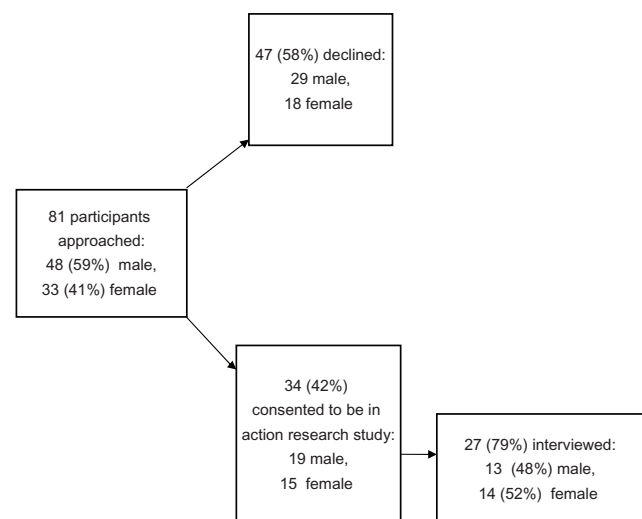 47 (58%) declined:
29 male,
18 female
81 participants
approached:
48 (59%) male,
33 (41%) female
34 (42%)
consented to be in
action research study:
19 male,
15 female
27 (79%) interviewed:
13 (48%) male,
14 (52%) female